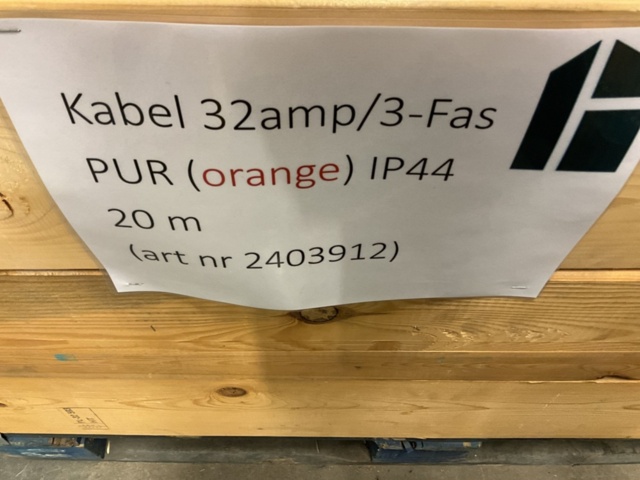 Kabel 32amp/3-Fas
PUR (orange) IP44
20 m
(art nr 2403912)